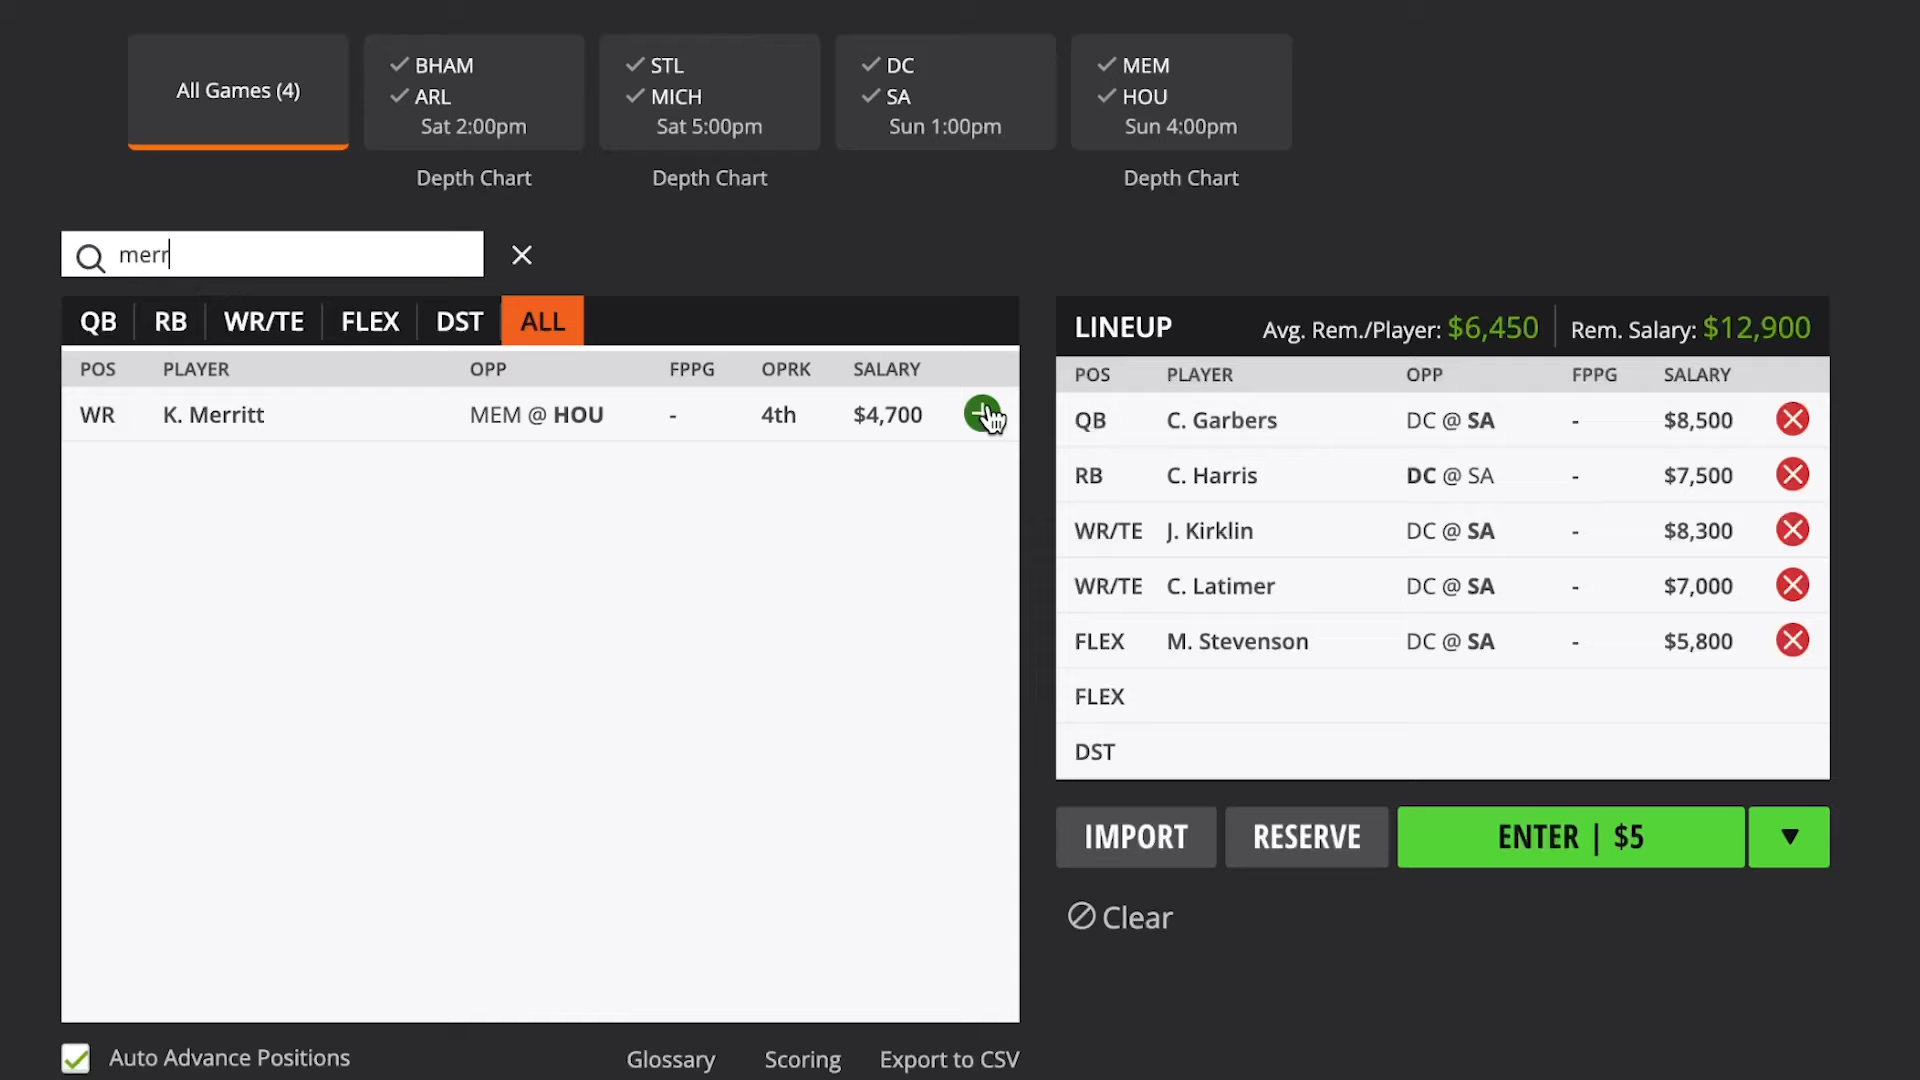 All Games (4)
BHAM
ARL
Sat 2:00pm
STL
MICH
Sat 5:00pm
DC
SA
Sun 1:00pm
MEM
HOU
Sun 4:00pm
Depth Chart
Depth Chart
Depth Chart
merr
QB RB WR/TE FLEX DST ALL
POS PLAYER OPP FPPG OPRK SALARY
WR K. Merritt MEM @ HOU - 4th $4,700
LINEUP Avg. Rem./Player: $6,450 Rem. Salary: $12,900
POS PLAYER OPP FPPG SALARY
QB C. Garbers DC @ SA - $8,500
RB C. Harris DC @ SA - $7,500
WR/TE J. Kirklin DC @ SA - $8,300
WR/TE C. Latimer DC @ SA - $7,000
FLEX M. Stevenson DC @ SA - $5,800
FLEX
DST
IMPORT RESERVE ENTER | $5
Clear
Auto Advance Positions Glossary Scoring Export to CSV